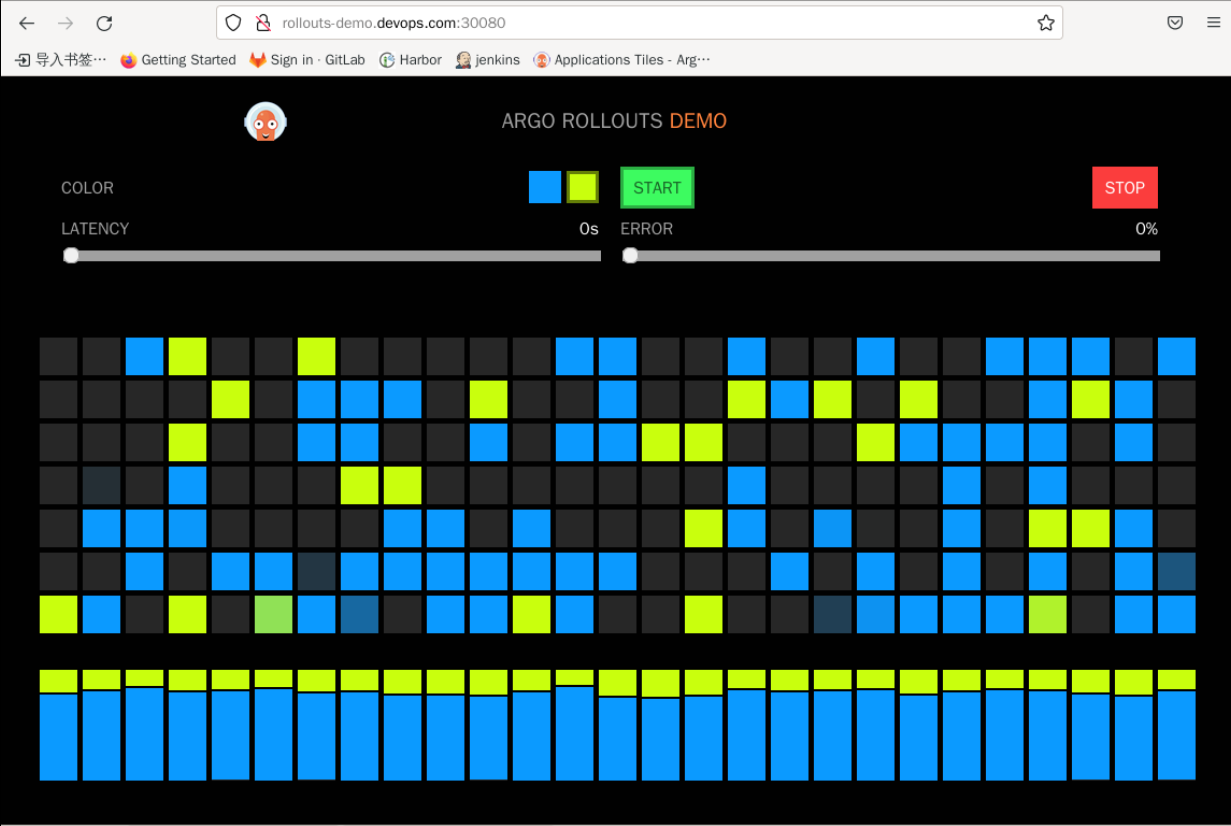 rollouts-demo.devops.com:30080
导入书签… Getting Started Sign in · GitLab Harbor jenkins Applications Tiles - Arg…
ARGO ROLLOUTS DEMO
COLOR START STOP
LATENCY 0s ERROR 0%